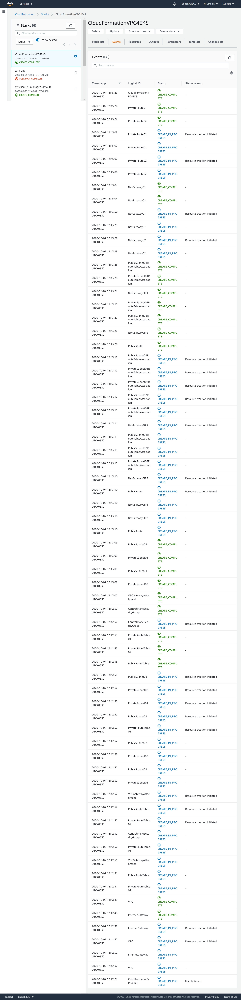 aws
Services
SubbuAWSCG
N. Virginia
Support
CloudFormation
Stacks
CloudFormationVPC4EKS
Stacks (6)
Filter by stack name
Active
View nested
1
CloudFormationVPC4EKS
2020-10-07 12:42:27 UTC+0530
CREATE_COMPLETE
sam-app
2020-09-25 12:50:10 UTC+0530
ROLLBACK_COMPLETE
aws-sam-cli-managed-default
2020-09-25 12:48:41 UTC+0530
CREATE_COMPLETE
CloudFormationVPC4EKS
Delete
Update
Stack actions
Create stack
Stack info
Events
Resources
Outputs
Parameters
Template
Change sets
Events (68)
Search events
Timestamp Logical ID Status Status reason
2020-10-07 12:45:26 UTC+0530 CloudFormationVPC4EKS CREATE_COMPLETE -
2020-10-07 12:45:24 UTC+0530 PrivateRoute01 CREATE_COMPLETE -
2020-10-07 12:45:22 UTC+0530 PrivateRoute02 CREATE_COMPLETE -
2020-10-07 12:45:08 UTC+0530 PrivateRoute01 CREATE_IN_PROGRESS Resource creation Initiated
2020-10-07 12:45:07 UTC+0530 PrivateRoute01 CREATE_IN_PROGRESS -
2020-10-07 12:45:07 UTC+0530 PrivateRoute02 CREATE_IN_PROGRESS Resource creation Initiated
2020-10-07 12:45:06 UTC+0530 PrivateRoute02 CREATE_IN_PROGRESS -
2020-10-07 12:45:04 UTC+0530 NatGateway01 CREATE_COMPLETE -
2020-10-07 12:45:04 UTC+0530 NatGateway02 CREATE_COMPLETE -
2020-10-07 12:43:30 UTC+0530 NatGateway01 CREATE_IN_PROGRESS Resource creation Initiated
2020-10-07 12:43:29 UTC+0530 NatGateway01 CREATE_IN_PROGRESS -
2020-10-07 12:43:29 UTC+0530 NatGateway02 CREATE_IN_PROGRESS Resource creation Initiated
2020-10-07 12:43:28 UTC+0530 NatGateway02 CREATE_IN_PROGRESS -
2020-10-07 12:43:28 UTC+0530 PublicSubnet01RouteTableAssociation CREATE_COMPLETE -
2020-10-07 12:43:28 UTC+0530 PrivateSubnet01RouteTableAssociation CREATE_COMPLETE -
2020-10-07 12:43:27 UTC+0530 NatGatewayEIP1 CREATE_COMPLETE -
2020-10-07 12:43:27 UTC+0530 PrivateSubnet02RouteTableAssociation CREATE_COMPLETE -
2020-10-07 12:43:27 UTC+0530 PublicSubnet02RouteTableAssociation CREATE_COMPLETE -
2020-10-07 12:43:26 UTC+0530 NatGatewayEIP2 CREATE_COMPLETE -
2020-10-07 12:43:26 UTC+0530 PublicRoute CREATE_COMPLETE -
2020-10-07 12:43:12 UTC+0530 PublicSubnet01RouteTableAssociation CREATE_IN_PROGRESS Resource creation Initiated
2020-10-07 12:43:12 UTC+0530 PrivateSubnet01RouteTableAssociation CREATE_IN_PROGRESS Resource creation Initiated
2020-10-07 12:43:12 UTC+0530 PrivateSubnet02RouteTableAssociation CREATE_IN_PROGRESS Resource creation Initiated
2020-10-07 12:43:12 UTC+0530 PublicSubnet02RouteTableAssociation CREATE_IN_PROGRESS Resource creation Initiated
2020-10-07 12:43:11 UTC+0530 PrivateSubnet01RouteTableAssociation CREATE_IN_PROGRESS -
2020-10-07 12:43:11 UTC+0530 NatGatewayEIP1 CREATE_IN_PROGRESS Resource creation Initiated
2020-10-07 12:43:11 UTC+0530 PublicSubnet01RouteTableAssociation CREATE_IN_PROGRESS -
2020-10-07 12:43:11 UTC+0530 PublicSubnet02RouteTableAssociation CREATE_IN_PROGRESS -
2020-10-07 12:43:11 UTC+0530 PrivateSubnet02RouteTableAssociation CREATE_IN_PROGRESS -
2020-10-07 12:43:10 UTC+0530 NatGatewayEIP2 CREATE_IN_PROGRESS Resource creation Initiated
2020-10-07 12:43:10 UTC+0530 PublicRoute CREATE_IN_PROGRESS Resource creation Initiated
2020-10-07 12:43:10 UTC+0530 NatGatewayEIP1 CREATE_IN_PROGRESS -
2020-10-07 12:43:10 UTC+0530 NatGatewayEIP2 CREATE_IN_PROGRESS -
2020-10-07 12:43:10 UTC+0530 PublicRoute CREATE_IN_PROGRESS -
2020-10-07 12:43:09 UTC+0530 PublicSubnet02 CREATE_COMPLETE -
2020-10-07 12:43:09 UTC+0530 PrivateSubnet01 CREATE_COMPLETE -
2020-10-07 12:43:09 UTC+0530 PublicSubnet01 CREATE_COMPLETE -
2020-10-07 12:43:09 UTC+0530 PrivateSubnet02 CREATE_COMPLETE -
2020-10-07 12:43:07 UTC+0530 VPCGatewayAttachment CREATE_COMPLETE -
2020-10-07 12:42:57 UTC+0530 ControlPlaneSecurityGroup CREATE_COMPLETE -
2020-10-07 12:42:57 UTC+0530 ControlPlaneSecurityGroup CREATE_IN_PROGRESS Resource creation Initiated
2020-10-07 12:42:53 UTC+0530 PrivateRouteTable01 CREATE_COMPLETE -
2020-10-07 12:42:53 UTC+0530 PrivateRouteTable02 CREATE_COMPLETE -
2020-10-07 12:42:53 UTC+0530 PublicRouteTable CREATE_COMPLETE -
2020-10-07 12:42:53 UTC+0530 PublicSubnet02 CREATE_IN_PROGRESS Resource creation Initiated
2020-10-07 12:42:52 UTC+0530 PrivateSubnet02 CREATE_IN_PROGRESS Resource creation Initiated
2020-10-07 12:42:52 UTC+0530 PrivateSubnet01 CREATE_IN_PROGRESS Resource creation Initiated
2020-10-07 12:42:52 UTC+0530 PublicSubnet01 CREATE_IN_PROGRESS Resource creation Initiated
2020-10-07 12:42:52 UTC+0530 PrivateRouteTable01 CREATE_IN_PROGRESS Resource creation Initiated
2020-10-07 12:42:52 UTC+0530 PublicSubnet02 CREATE_IN_PROGRESS -
2020-10-07 12:42:52 UTC+0530 PrivateSubnet02 CREATE_IN_PROGRESS -
2020-10-07 12:42:52 UTC+0530 PublicSubnet01 CREATE_IN_PROGRESS -
2020-10-07 12:42:52 UTC+0530 PrivateSubnet01 CREATE_IN_PROGRESS -
2020-10-07 12:42:52 UTC+0530 VPCGatewayAttachment CREATE_IN_PROGRESS Resource creation Initiated
2020-10-07 12:42:52 UTC+0530 PublicRouteTable CREATE_IN_PROGRESS Resource creation Initiated
2020-10-07 12:42:52 UTC+0530 PrivateRouteTable02 CREATE_IN_PROGRESS Resource creation Initiated
2020-10-07 12:42:52 UTC+0530 ControlPlaneSecurityGroup CREATE_IN_PROGRESS -
2020-10-07 12:42:52 UTC+0530 PrivateRouteTable01 CREATE_IN_PROGRESS -
2020-10-07 12:42:51 UTC+0530 VPCGatewayAttachment CREATE_IN_PROGRESS -
2020-10-07 12:42:51 UTC+0530 PublicRouteTable CREATE_IN_PROGRESS -
2020-10-07 12:42:51 UTC+0530 PrivateRouteTable02 CREATE_IN_PROGRESS -
2020-10-07 12:42:49 UTC+0530 VPC CREATE_COMPLETE -
2020-10-07 12:42:48 UTC+0530 InternetGateway CREATE_COMPLETE -
2020-10-07 12:42:32 UTC+0530 InternetGateway CREATE_IN_PROGRESS Resource creation Initiated
2020-10-07 12:42:32 UTC+0530 VPC CREATE_IN_PROGRESS Resource creation Initiated
2020-10-07 12:42:32 UTC+0530 InternetGateway CREATE_IN_PROGRESS -
2020-10-07 12:42:32 UTC+0530 VPC CREATE_IN_PROGRESS -
2020-10-07 12:42:27 UTC+0530 CloudFormationVPC4EKS CREATE_IN_PROGRESS User Initiated
Feedback
English (US)
© 2008 - 2020, Amazon Internet Services Private Ltd. or its affiliates. All rights reserved.
Privacy Policy
Terms of Use